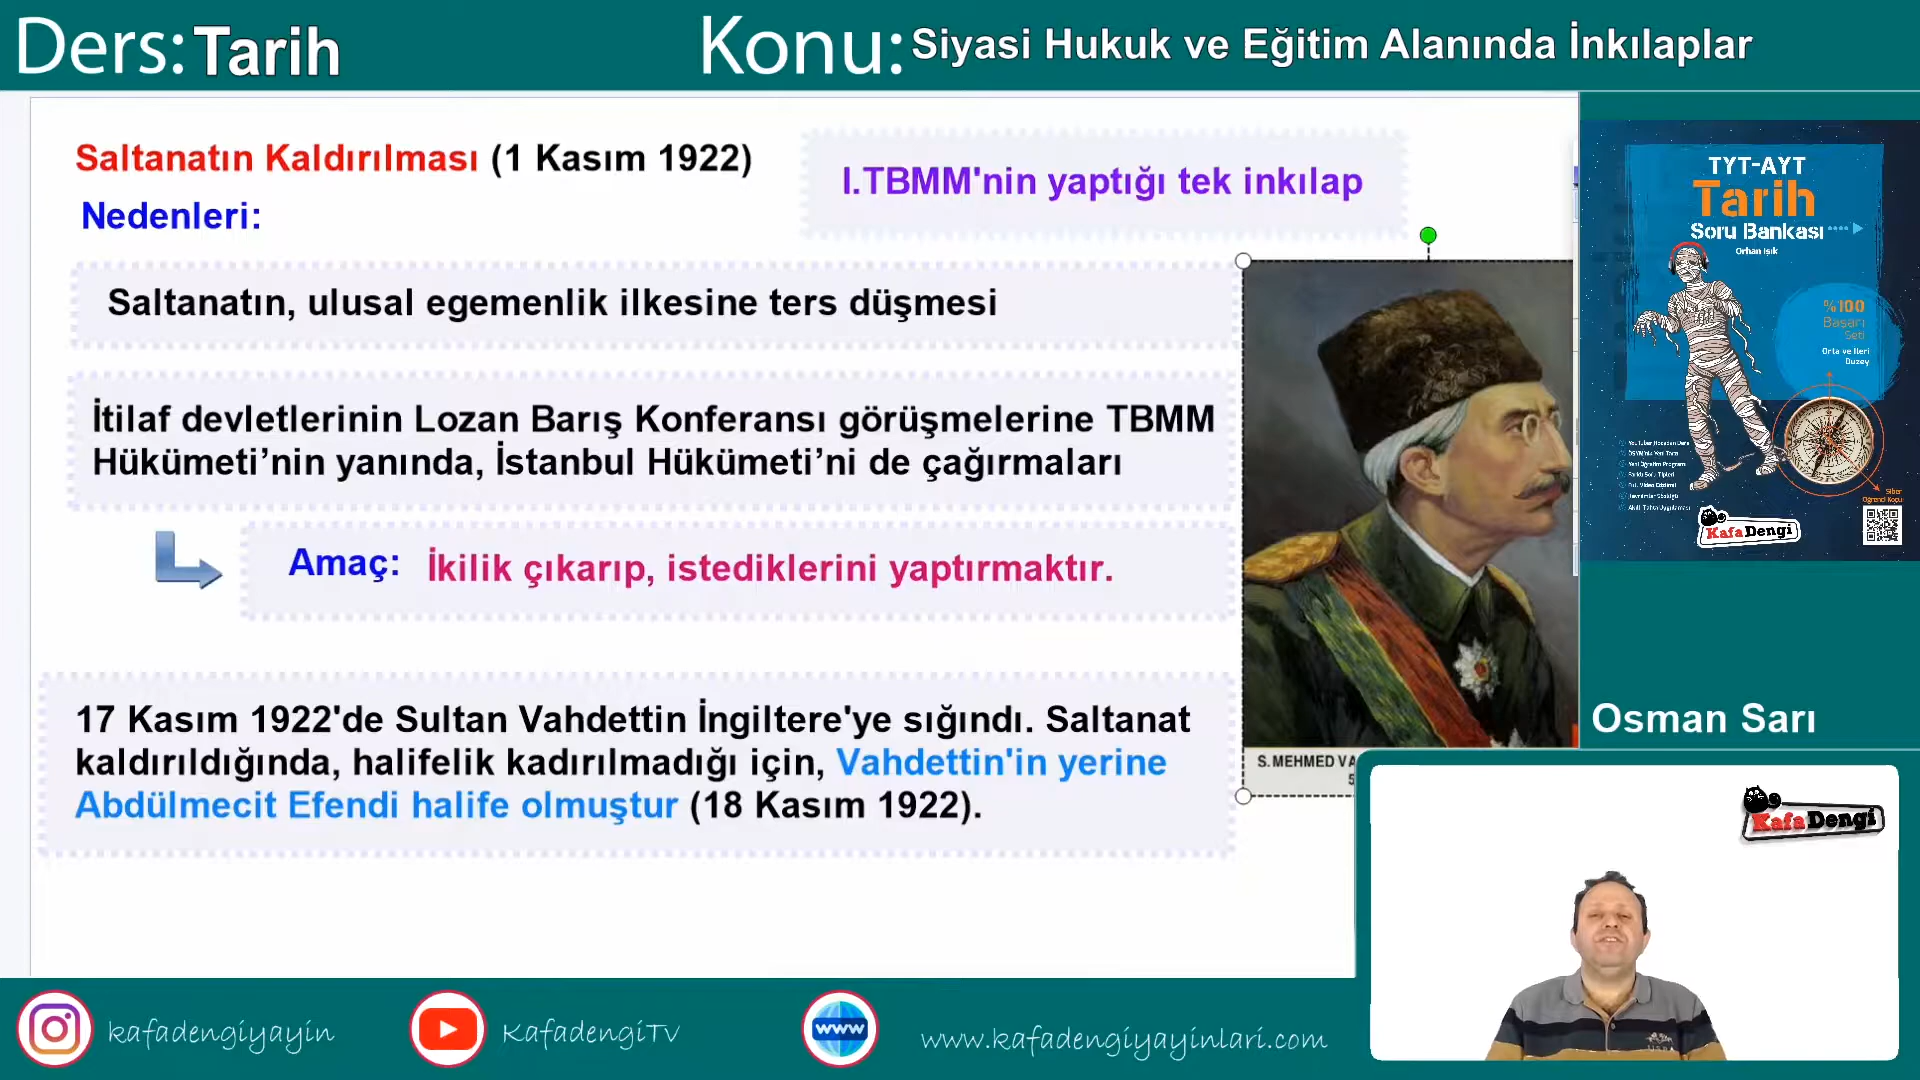 Ders: Tarih
Konu: Siyasi Hukuk ve Eğitim Alanında İnkılaplar
Saltanatın Kaldırılması (1 Kasım 1922)
I.TBMM'nin yaptığı tek inkılap
Nedenleri:
Saltanatın, ulusal egemenlik ilkesine ters düşmesi
İtilaf devletlerinin Lozan Barış Konferansı görüşmelerine TBMM
Hükümeti’nin yanında, İstanbul Hükümeti’ni de çağırmaları
Amaç: İkilik çıkarıp, istediklerini yaptırmaktır.
17 Kasım 1922'de Sultan Vahdettin İngiltere'ye sığındı. Saltanat
kaldırıldığında, halifelik kadırılmadığı için, Vahdettin'in yerine
Abdülmecit Efendi halife olmuştur (18 Kasım 1922).
S. MEHMED VA
TYT-AYT
Tarih
Soru Bankası
Orhan Işık
%100
Başarı
Seti
Orta ve İleri
Düzey
KafaDengi
Osman Sarı
KafaDengi
kafadengiyayin
KafadengiTV
www
www.kafadengiyayinlari.com